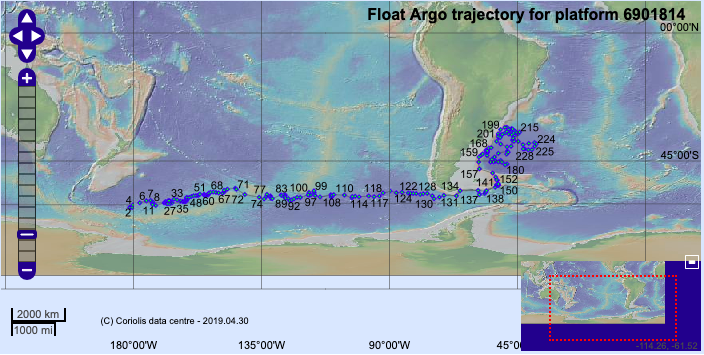 Float Argo trajectory for platform 6901814
00°00'N
199 215
201 224
168 225
159 228
45°00'S
157 180
152
51 68 71 77 83 100 99 110 118 122 128 134 141 150
4 6 78 33 48 60 67 72 74 89 92 97 108 114 117 124 130 131 137 138
2 11 27 35
2000 km
1000 mi
(C) Coriolis data centre - 2019.04.30
180°00'W 135°00'W 90°00'W 45°00'W
-114.26, -61.52